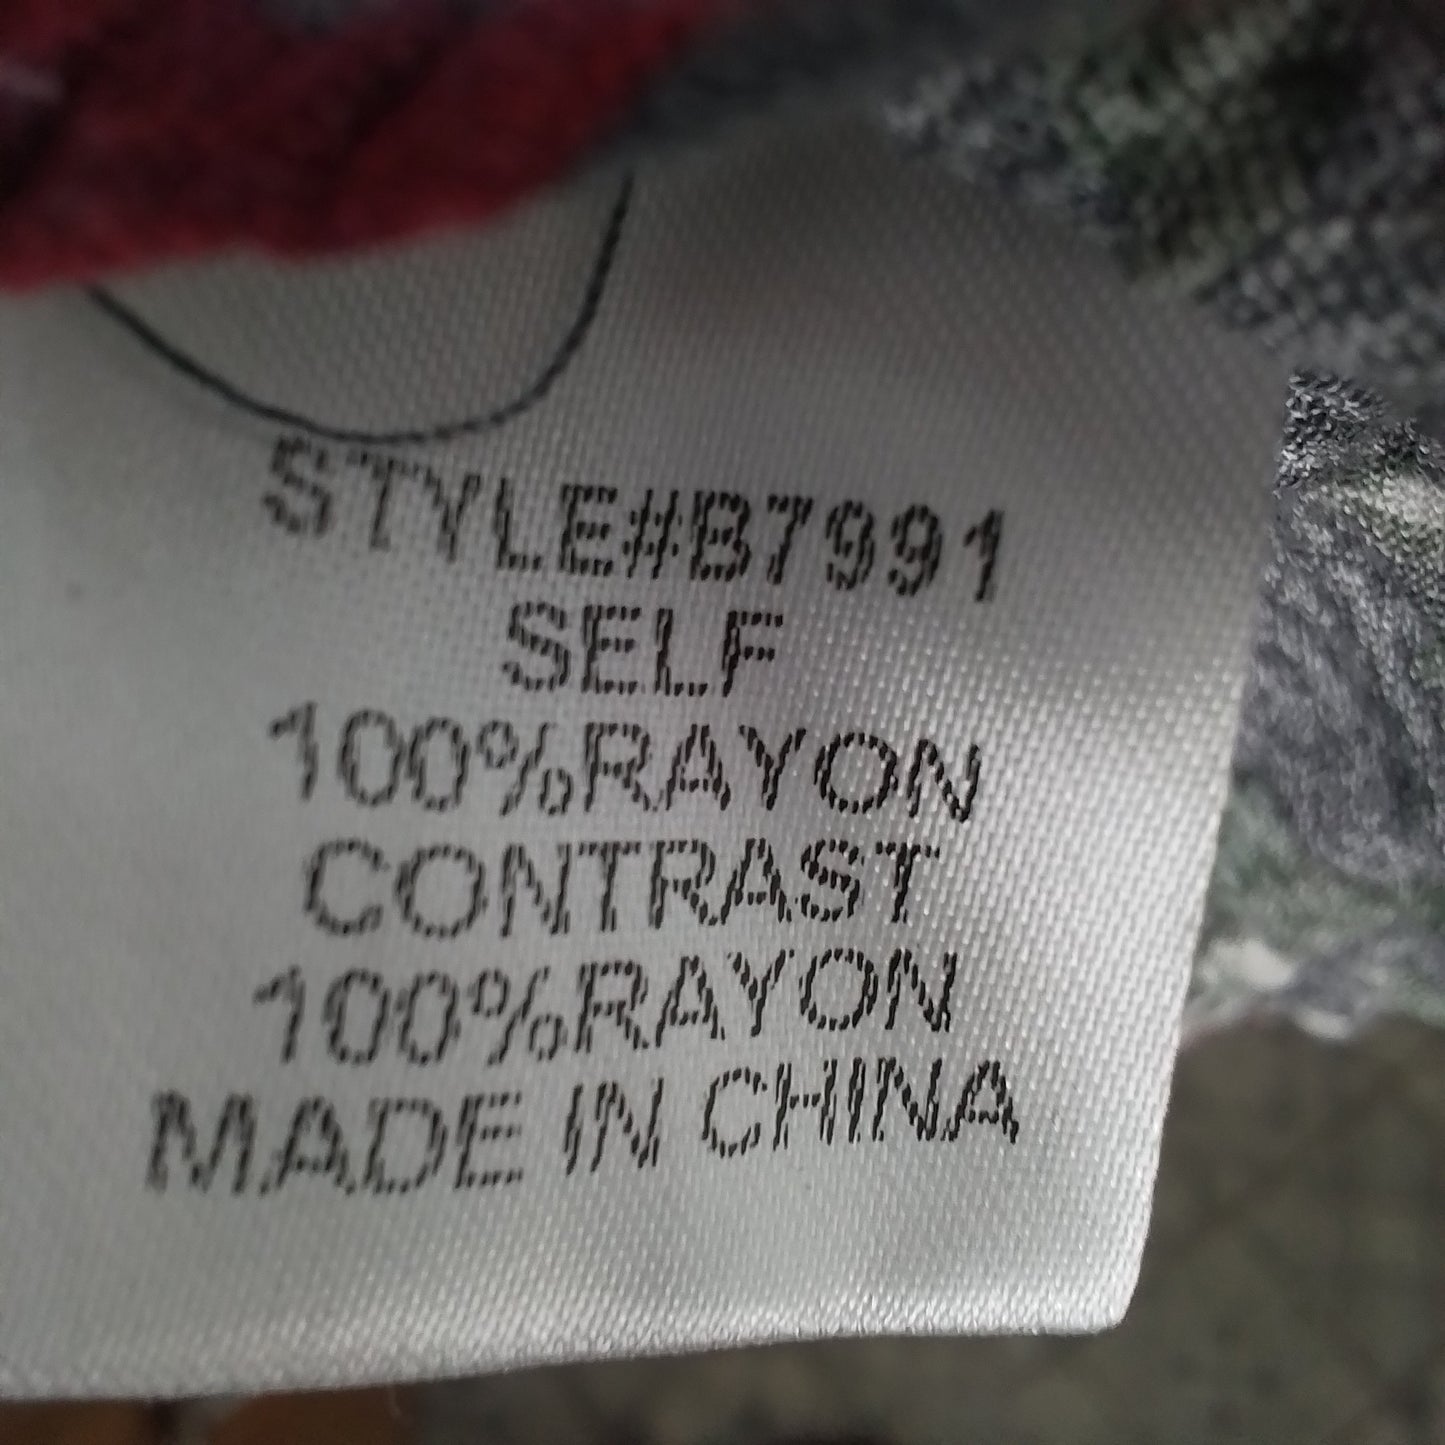 STYLE#B7991
SELF
100%RAYON
CONTRAST
100%RAYON
MADE IN CHINA